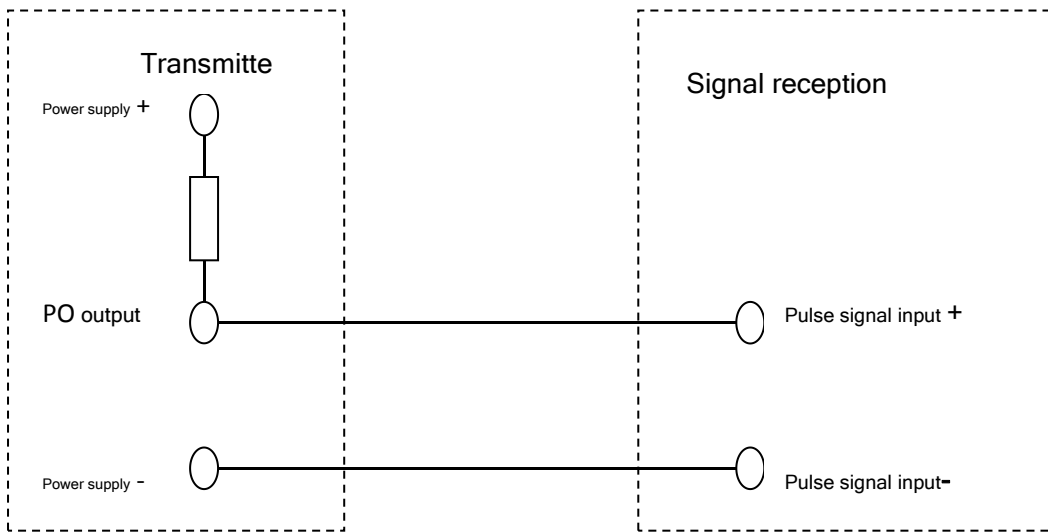 Transmitte
Signal reception
Power supply +
PO output
Pulse signal input +
Power supply -
Pulse signal input-